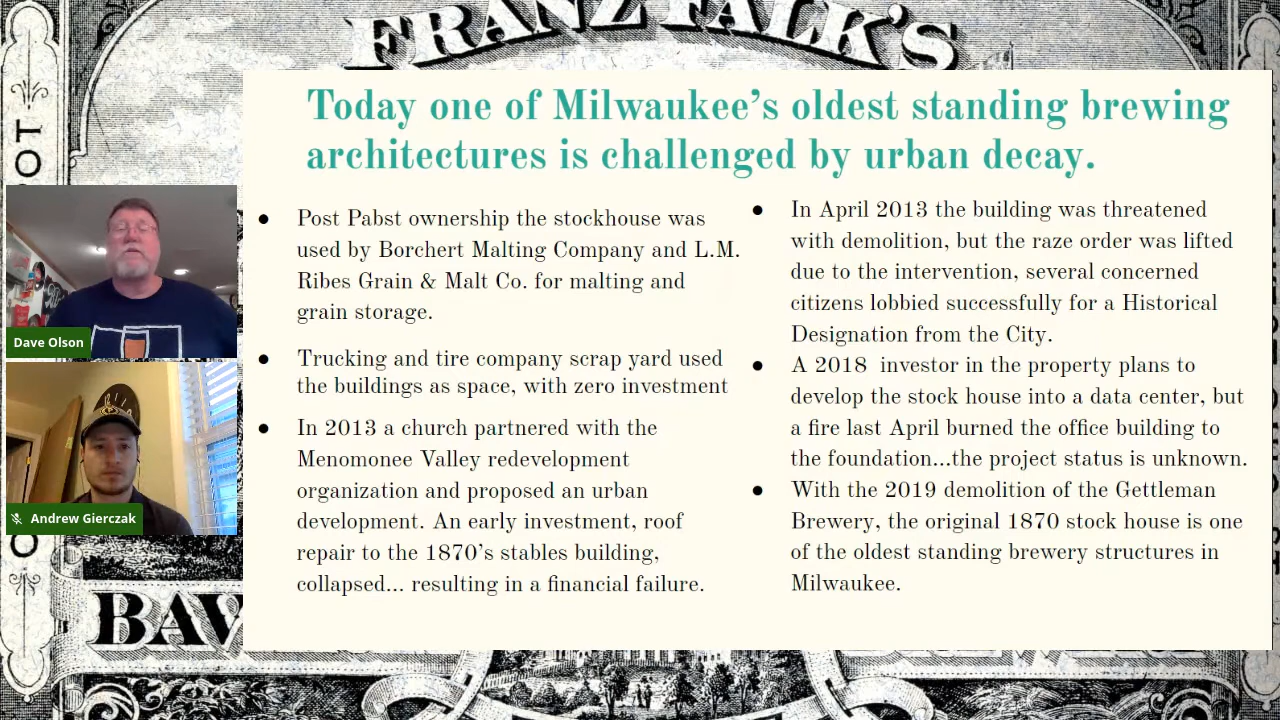 FRANZ FALK'S
Today one of Milwaukee's oldest standing brewing
architectures is challenged by urban decay.
Post Pabst ownership the stockhouse was
used by Borchert Malting Company and L.M.
Ribes Grain & Malt Co. for malting and
grain storage.
Trucking and tire company scrap yard used
the buildings as space, with zero investment
In 2013 a church partnered with the
Menomonee Valley redevelopment
organization and proposed an urban
development. An early investment, roof
repair to the 1870's stables building,
collapsed... resulting in a financial failure.
In April 2013 the building was threatened
with demolition, but the raze order was lifted
due to the intervention, several concerned
citizens lobbied successfully for a Historical
Designation from the City.
A 2018 investor in the property plans to
develop the stock house into a data center, but
a fire last April burned the office building to
the foundation...the project status is unknown.
With the 2019 demolition of the Gettleman
Brewery, the original 1870 stock house is one
of the oldest standing brewery structures in
Milwaukee.
Dave Olson
Andrew Gierczak
BAV